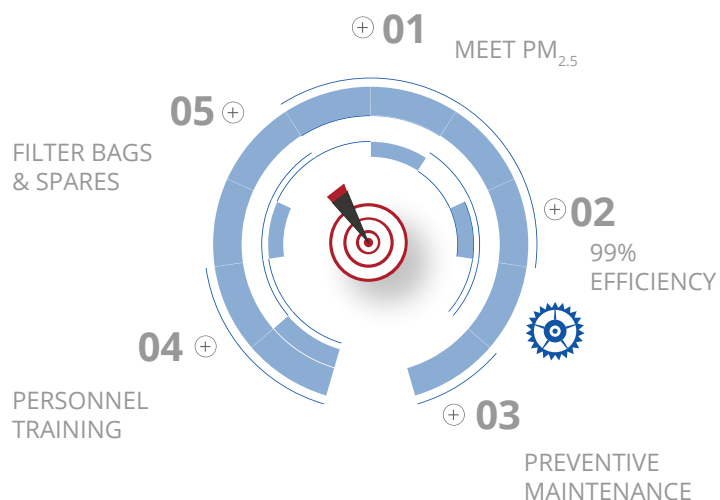 01
MEET PM2.5
02
99%
EFFICIENCY
03
PREVENTIVE
MAINTENANCE
04
PERSONNEL
TRAINING
05
FILTER BAGS
& SPARES